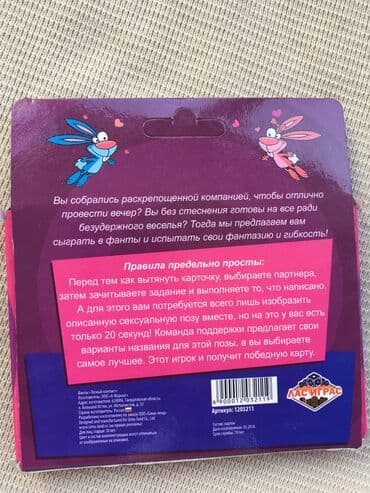 Вы собрались раскрепощенной компанией, чтобы отлично
провести вечер? Вы без стеснения готовы на все ради
безудержного веселья? Тогда мы предлагаем вам
сыграть в фанты и испытать свои фантазию и гибкость!
Правила предельно просты:
Перед тем как вытянуть карточку, выбираете партнера,
затем зачитываете задание и выполняете то, что написано.
А для этого вам потребуется всего лишь изобразить
описанную сексуальную позу вместе, но на это у вас есть
только 20 секунд! Команда поддержки предлагает свои
варианты названия для этой позы, а вы выбираете
самое лучшее. Этот игрок и получит победную карту.
Артикул: 1203211
ЛАС ИГРАС
Состав: картон